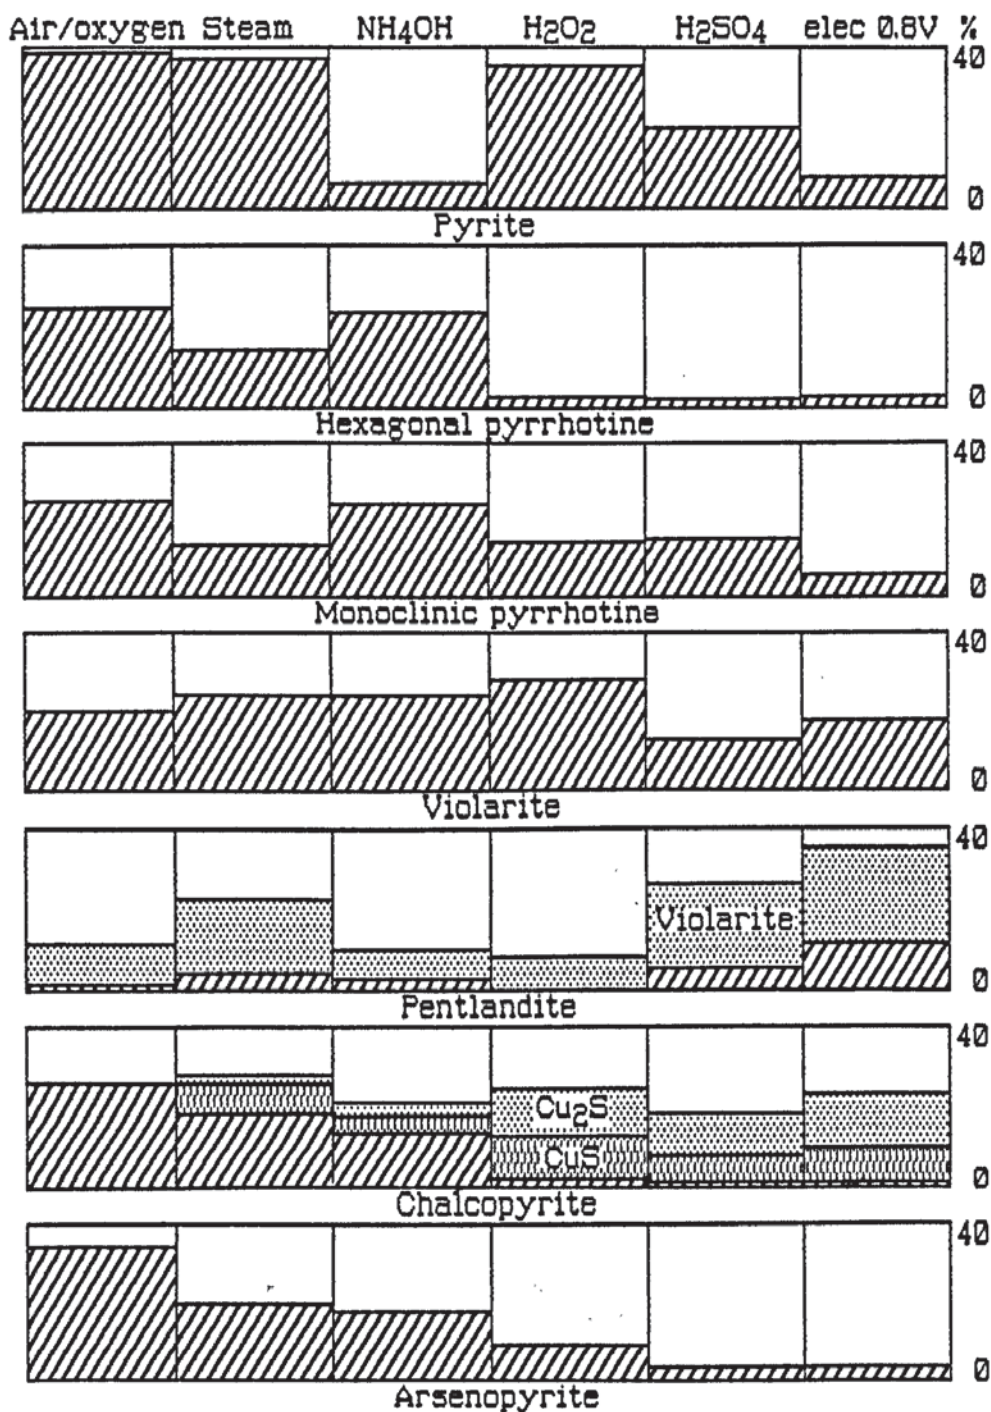 Air/oxygen Steam NH4OH H2O2 H2SO4 elec 0.8V %
40
0
Pyrite
40
0
Hexagonal pyrrhotine
40
0
Monoclinic pyrrhotine
40
0
Violarite
40
Violarite
0
Pentlandite
40
Cu2S
CuS
0
Chalcopyrite
40
0
Arsenopyrite